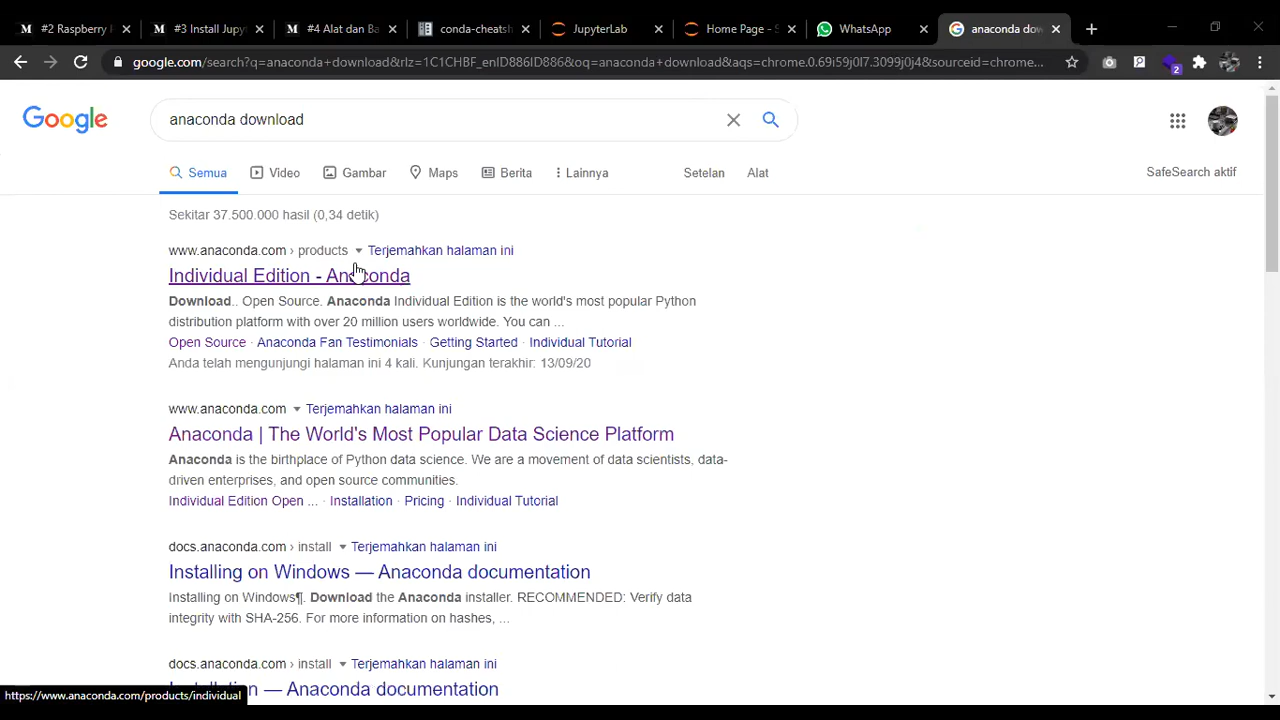 #2 Raspberry
#3 Install Jupy
#4 Alat dan Ba
conda-cheatsh
JupyterLab
Home Page - S
WhatsApp
anaconda dow
google.com/search?q=anaconda+download&rlz=1C1CHBF_enID886ID886&oq=anaconda+download&aqs=chrome.0.69i59j0l7.3099j0j4&sourceid=chrome...
2
Google
anaconda download
Semua
Video
Gambar
Maps
Berita
Lainnya
Setelan
Alat
SafeSearch aktif
Sekitar 37.500.000 hasil (0,34 detik)
www.anaconda.com › products Terjemahkan halaman ini
Individual Edition - Anaconda
Download.. Open Source. Anaconda Individual Edition is the world's most popular Python
distribution platform with over 20 million users worldwide. You can ...
Open Source · Anaconda Fan Testimonials · Getting Started · Individual Tutorial
Anda telah mengunjungi halaman ini 4 kali. Kunjungan terakhir: 13/09/20
www.anaconda.com Terjemahkan halaman ini
Anaconda | The World's Most Popular Data Science Platform
Anaconda is the birthplace of Python data science. We are a movement of data scientists, data-
driven enterprises, and open source communities.
Individual Edition Open ... · Installation · Pricing · Individual Tutorial
docs.anaconda.com › install Terjemahkan halaman ini
Installing on Windows — Anaconda documentation
Installing on Windows¶. Download the Anaconda installer. RECOMMENDED: Verify data
integrity with SHA-256. For more information on hashes, ...
docs.anaconda.com › install Terjemahkan halaman ini
— Anaconda documentation
https://www.anaconda.com/products/individual